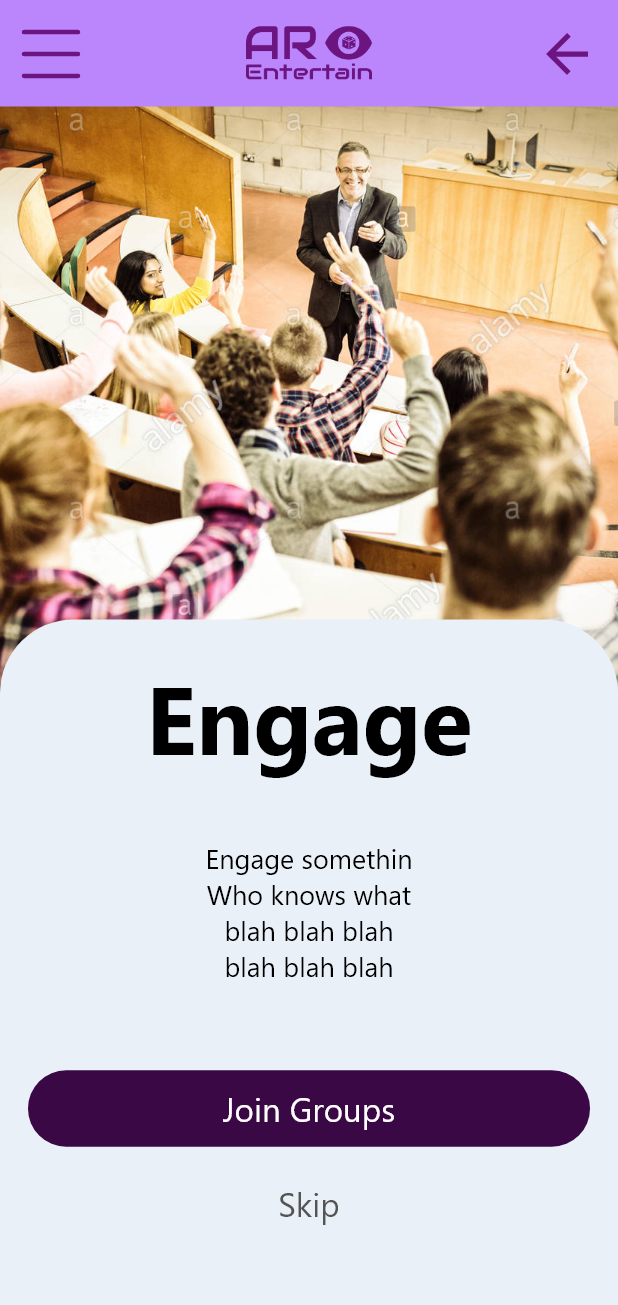 AR
Entertain
a a a
a a
alamy
a a
alamy
a a
a alamy
Engage
Engage somethin
Who knows what
blah blah blah
blah blah blah
Join Groups
Skip